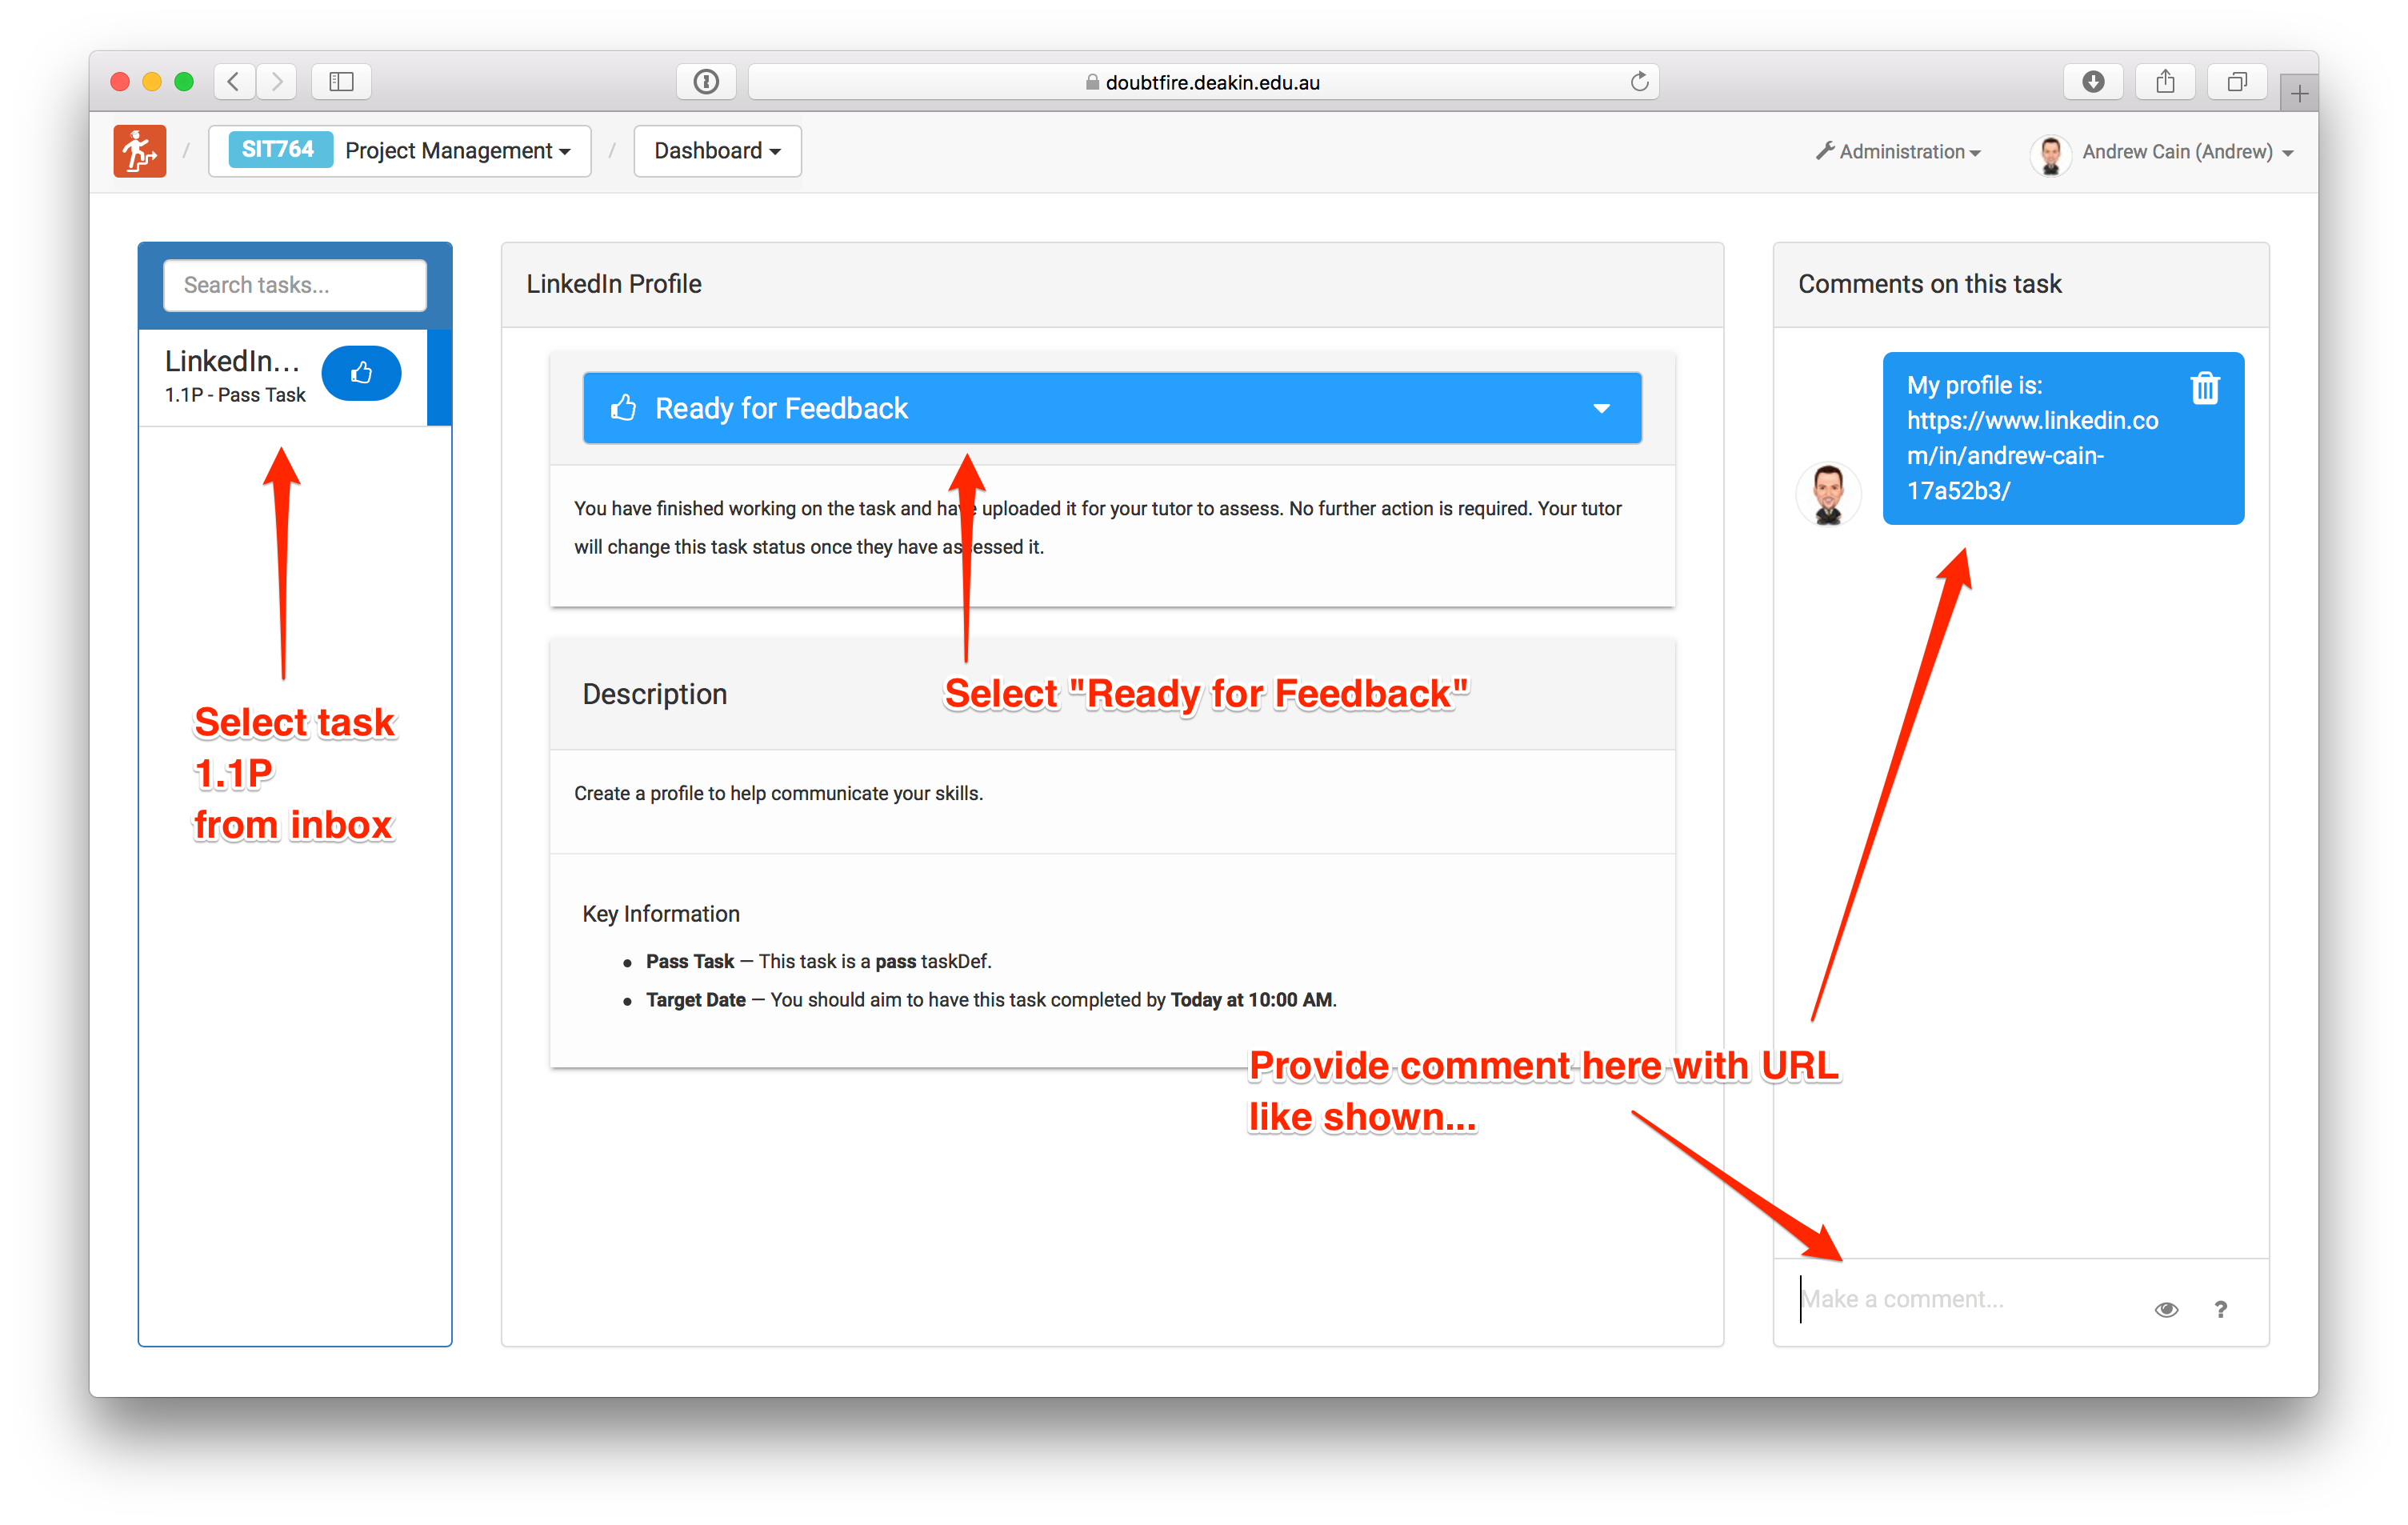 doubtfire.deakin.edu.au
/ SIT764 Project Management / Dashboard
Administration
Andrew Cain (Andrew)
Search tasks...
LinkedIn...
1.1P - Pass Task
Select task
1.1P
from inbox
LinkedIn Profile
Ready for Feedback
You have finished working on the task and have uploaded it for your tutor to assess. No further action is required. Your tutor
will change this task status once they have assessed it.
Select "Ready for Feedback"
Description
Create a profile to help communicate your skills.
Key Information
• Pass Task — This task is a pass taskDef.
• Target Date — You should aim to have this task completed by Today at 10:00 AM.
Provide comment here with URL
like shown...
Comments on this task
My profile is:
https://www.linkedin.co
m/in/andrew-cain-
17a52b3/
Make a comment...
?